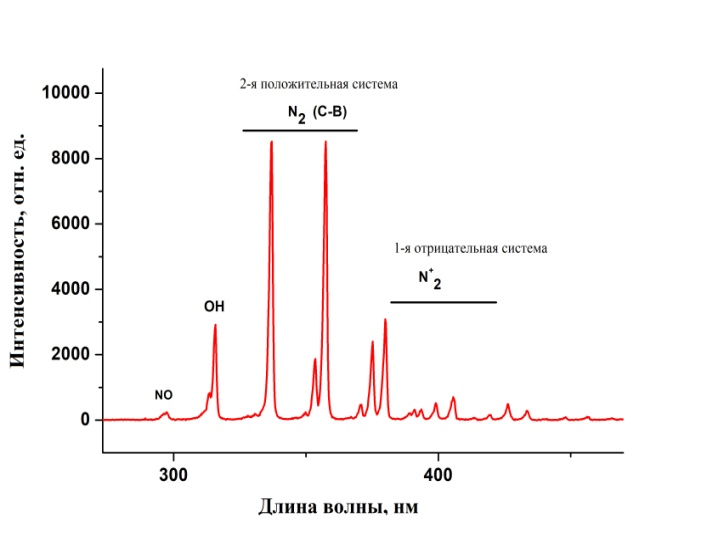 2-я положительная система
N2 (C-B)
10000
8000
6000
4000
2000
0
Интенсивность, отн. ед.
1-я отрицательная система
N+2
OH
NO
300
400
Длина волны, нм